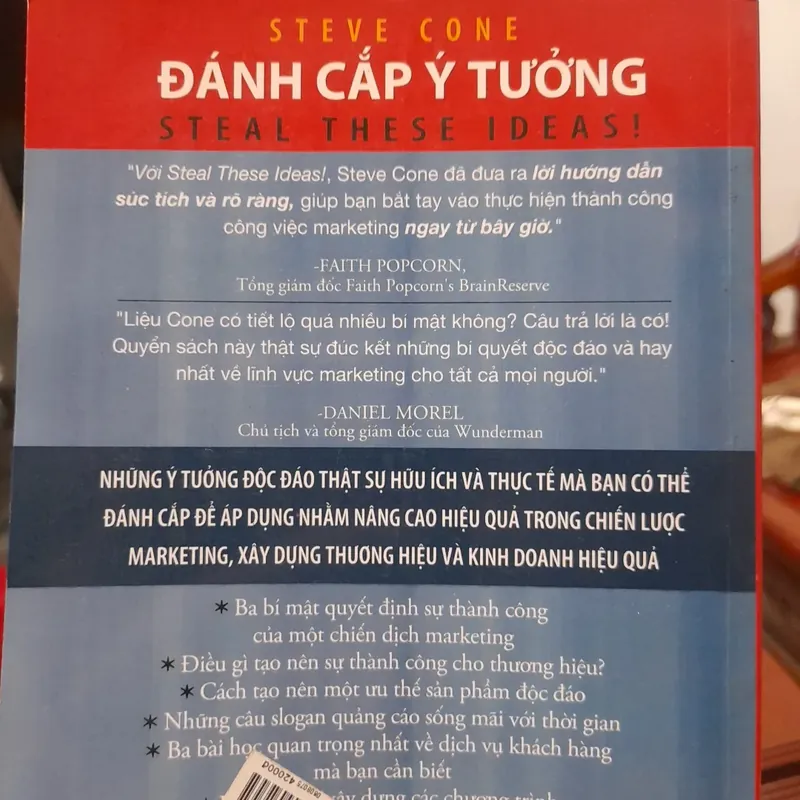 STEVE CONE
ĐÁNH CẮP Ý TƯỞNG
STEAL THESE IDEAS!
"Với Steal These Ideas!, Steve Cone đã đưa ra lời hướng dẫn
súc tích và rõ ràng, giúp bạn bắt tay vào thực hiện thành công
công việc marketing ngay từ bây giờ."
-FAITH POPCORN,
Tổng giám đốc Faith Popcorn's BrainReserve
"Liệu Cone có tiết lộ quá nhiều bí mật không? Câu trả lời là có!
Quyển sách này thật sự đúc kết những bí quyết độc đáo và hay
nhất về lĩnh vực marketing cho tất cả mọi người."
-DANIEL MOREL
Chủ tịch và tổng giám đốc của Wunderman
NHỮNG Ý TƯỞNG ĐỘC ĐÁO THẬT SỰ HỮU ÍCH VÀ THỰC TẾ MÀ BẠN CÓ THỂ
ĐÁNH CẮP ĐỂ ÁP DỤNG NHẰM NÂNG CAO HIỆU QUẢ TRONG CHIẾN LƯỢC
MARKETING, XÂY DỰNG THƯƠNG HIỆU VÀ KINH DOANH HIỆU QUẢ
* Ba bí mật quyết định sự thành công
của một chiến dịch marketing
* Điều gì tạo nên sự thành công cho thương hiệu?
* Cách tạo nên một ưu thế sản phẩm độc đáo
* Những câu slogan quảng cáo sống mãi với thời gian
* Ba bài học quan trọng nhất về dịch vụ khách hàng
mà bạn cần biết
42000đ
xây dựng các chương trình